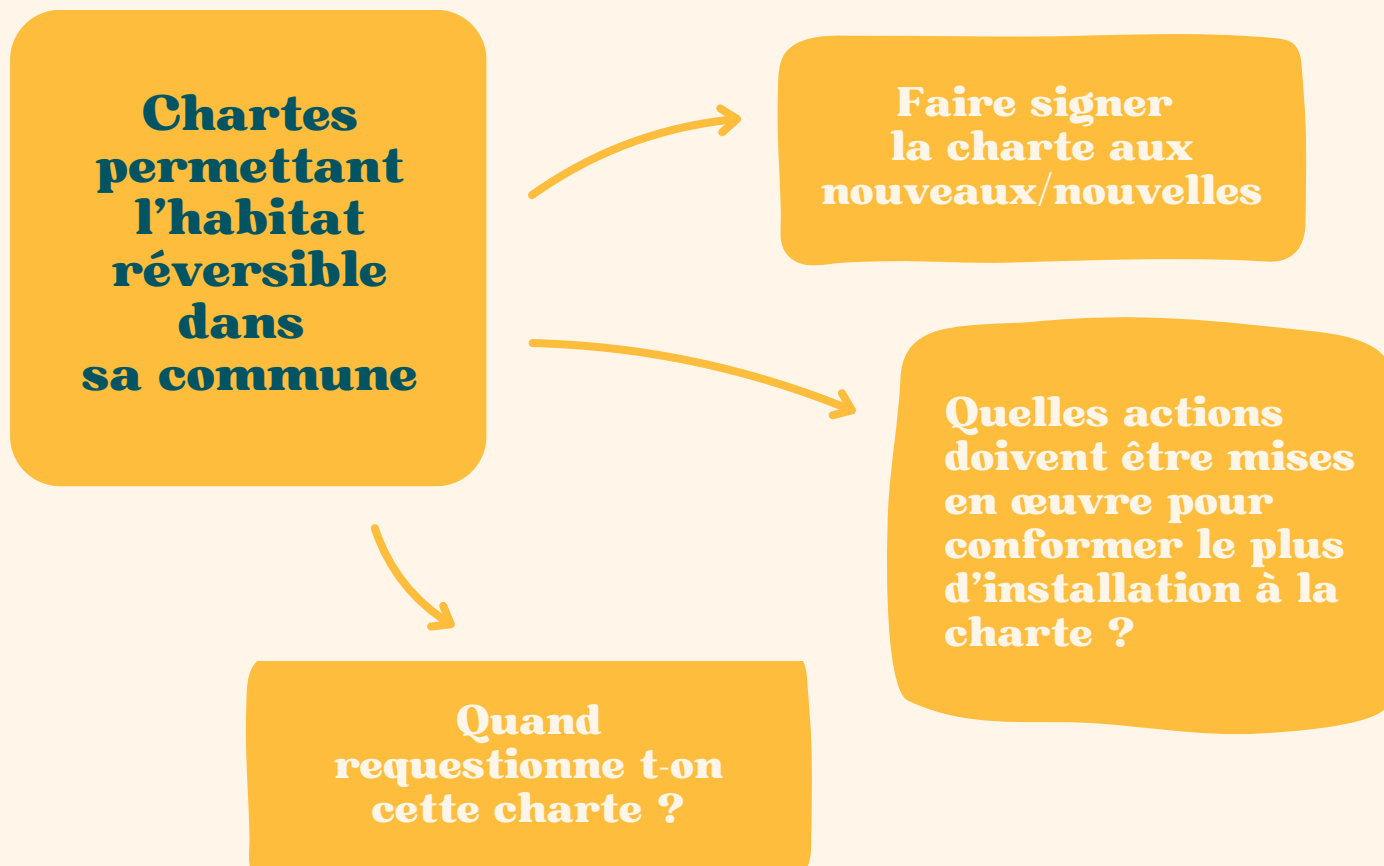 Chartes
permettant
l'habitat
réversible
dans
sa commune
Faire signer
la charte aux
nouveaux/nouvelles
Quelles actions
doivent être mises
en œuvre pour
conformer le plus
d'installation à la
charte ?
Quand
requestionne t-on
cette charte ?